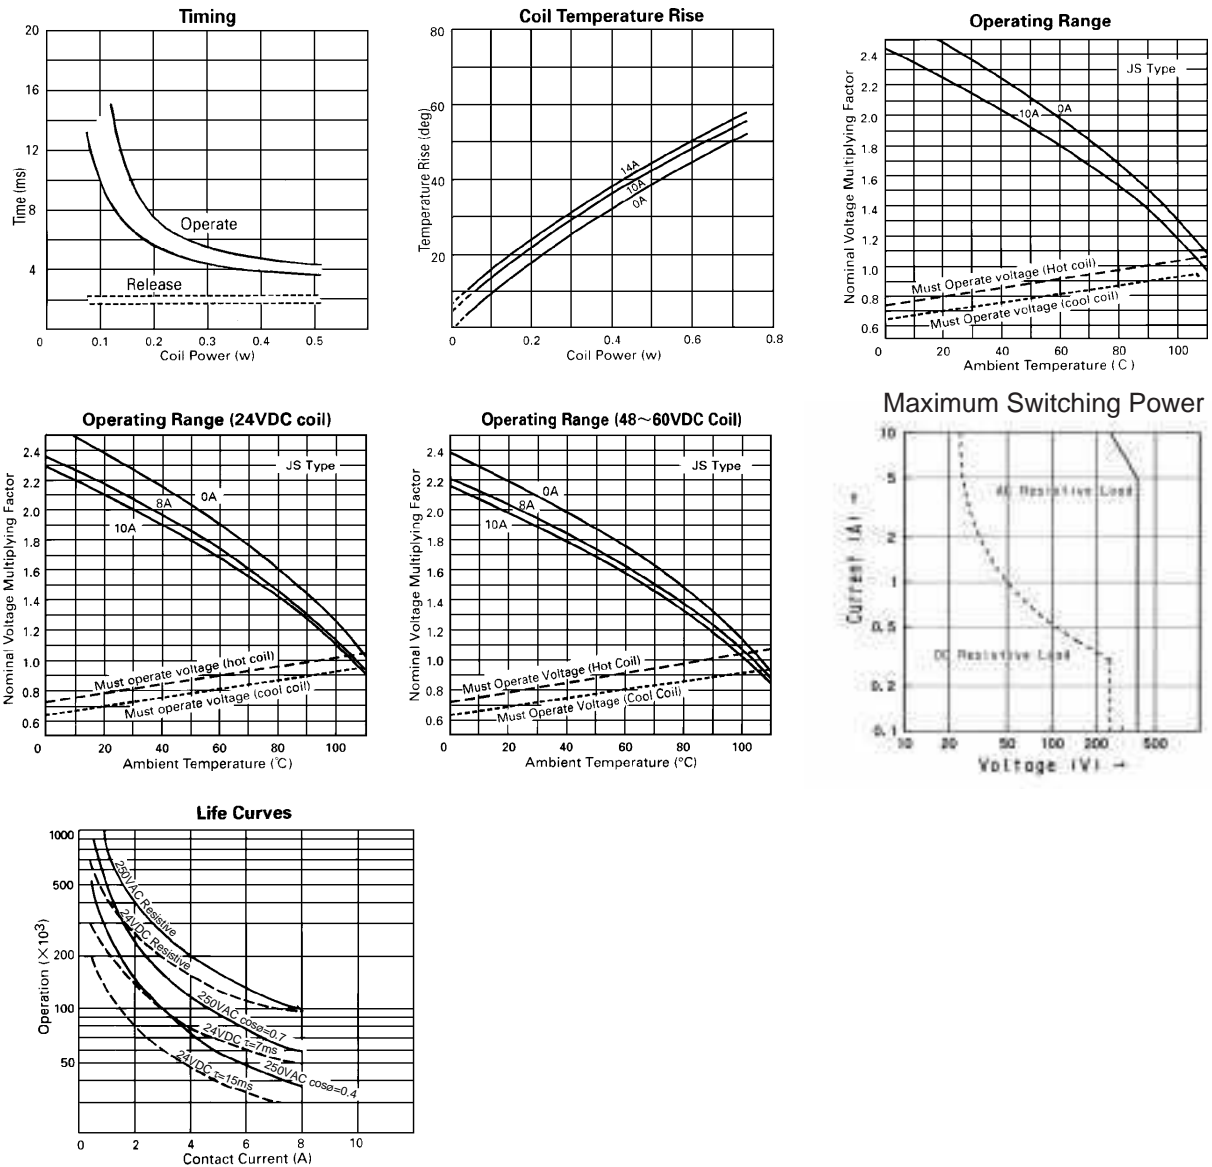 Timing
20
16
12
8
4
Time (ms)
Operate
Release
0 0.1 0.2 0.3 0.4 0.5
Coil Power (w)
Coil Temperature Rise
80
60
40
20
Temperature Rise (deg)
14A
10A
0A
0 0.2 0.4 0.6 0.8
Coil Power (w)
Operating Range
2.4
2.2
2.0
1.8
1.6
1.4
1.2
1.0
0.8
0.6
Nominal Voltage Multiplying Factor
JS Type
0A
10A
Must Operate voltage (Hot coil)
Must Operate voltage (cool coil)
0 20 40 60 80 100
Ambient Temperature (C)
Operating Range (24VDC coil)
2.4
2.2
2.0
1.8
1.6
1.4
1.2
1.0
0.8
0.6
Nominal Voltage Multiplying Factor
JS Type
0A
8A
10A
Must operate voltage (hot coil)
Must operate voltage (cool coil)
0 20 40 60 80 100
Ambient Temperature (℃)
Operating Range (48～60VDC Coil)
2.4
2.2
2.0
1.8
1.6
1.4
1.2
1.0
0.8
0.6
Nominal Voltage Multiplying Factor
JS Type
0A
8A
10A
Must Operate Voltage (Hot Coil)
Must Operate Voltage (Cool Coil)
0 20 40 60 80 100
Ambient Temperature (°C)
Maximum Switching Power
10
5
2
1
0.5
0.2
0.1
Current (A) →
AC Resistive Load
DC Resistive Load
10 20 50 100 200 500
Voltage (V) →
Life Curves
1000
500
200
100
50
Operation (×10³)
250VAC Resistive
24VDC Resistive
250VAC cosø=0.7
24VDC τ=7ms
250VAC cosø=0.4
24VDC τ=15ms
0 2 4 6 8 10
Contact Current (A)